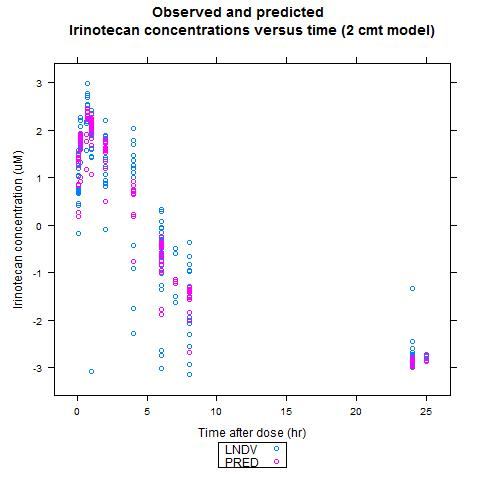 Observed and predicted
Irinotecan concentrations versus time (2 cmt model)
3
2
1
0
-1
-2
-3
Irinotecan concentration (uM)
0 5 10 15 20 25
Time after dose (hr)
LNDV
PRED